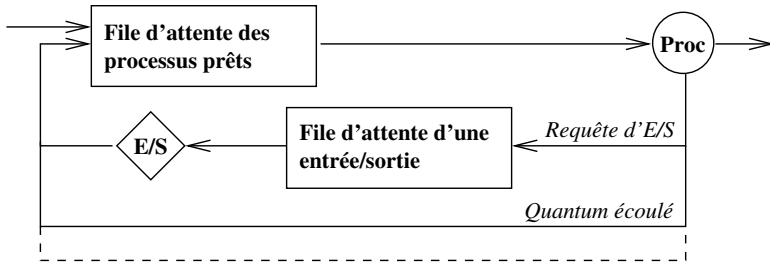 File d'attente des
processus prêts
Proc
E/S
File d'attente d'une
entrée/sortie
Requête d'E/S
Quantum écoulé